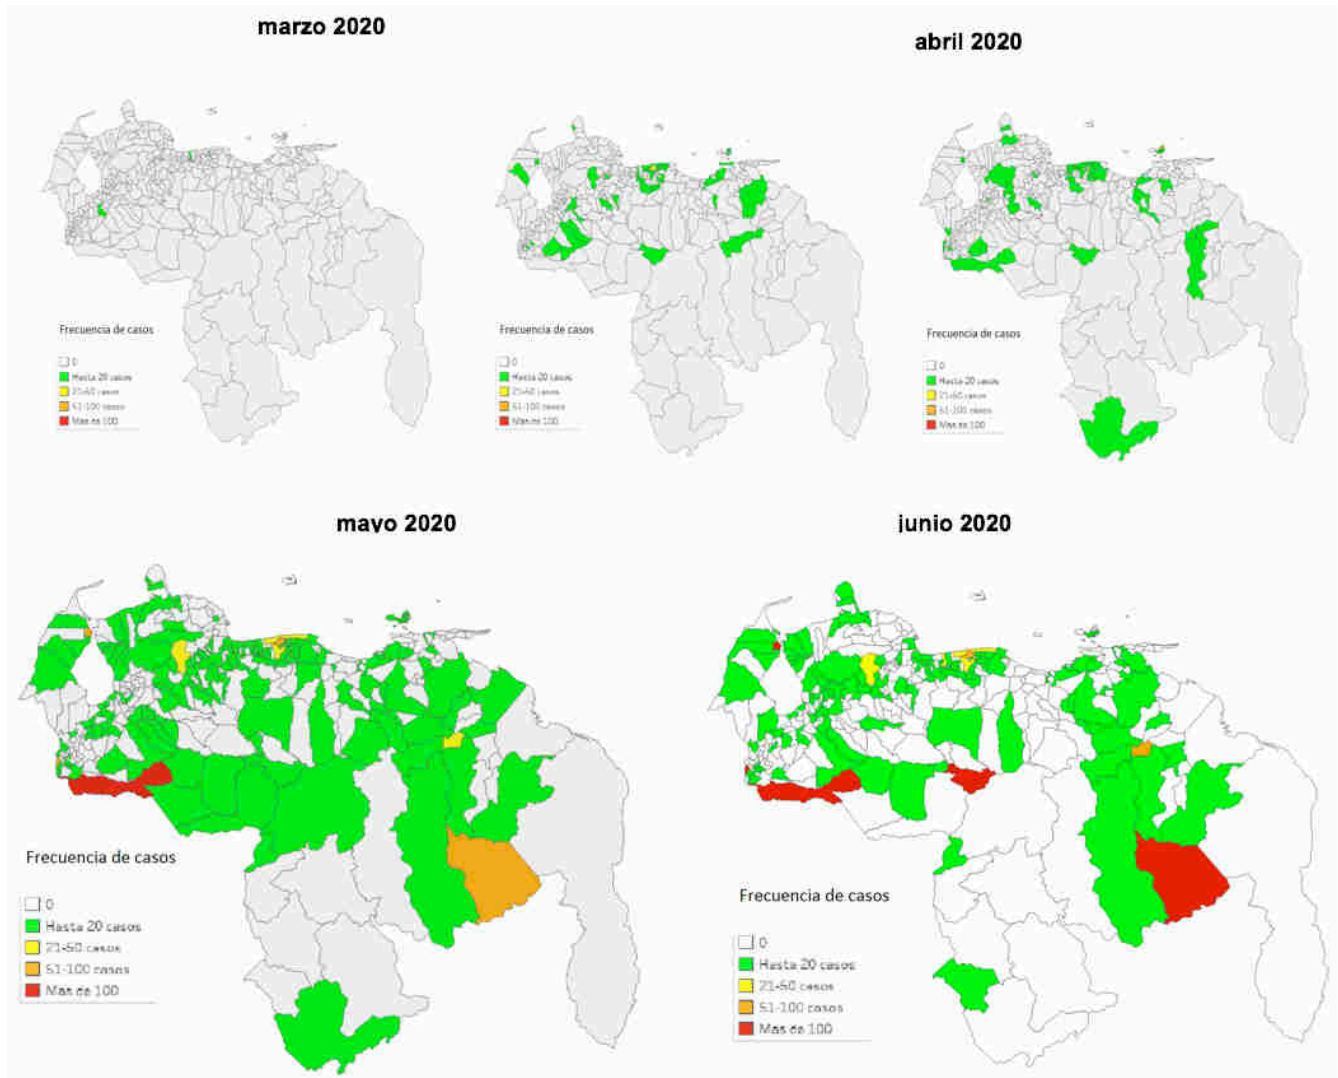 marzo 2020
abril 2020
Frecuencia de casos
0
Hasta 20 casos
21-50 casos
51-100 casos
Mas de 100
Frecuencia de casos
0
Hasta 20 casos
21-50 casos
51-100 casos
Mas de 100
Frecuencia de casos
0
Hasta 20 casos
21-50 casos
51-100 casos
Mas de 100
mayo 2020
junio 2020
Frecuencia de casos
0
Hasta 20 casos
21-50 casos
51-100 casos
Mas de 100
Frecuencia de casos
0
Hasta 20 casos
21-50 casos
51-100 casos
Mas de 100